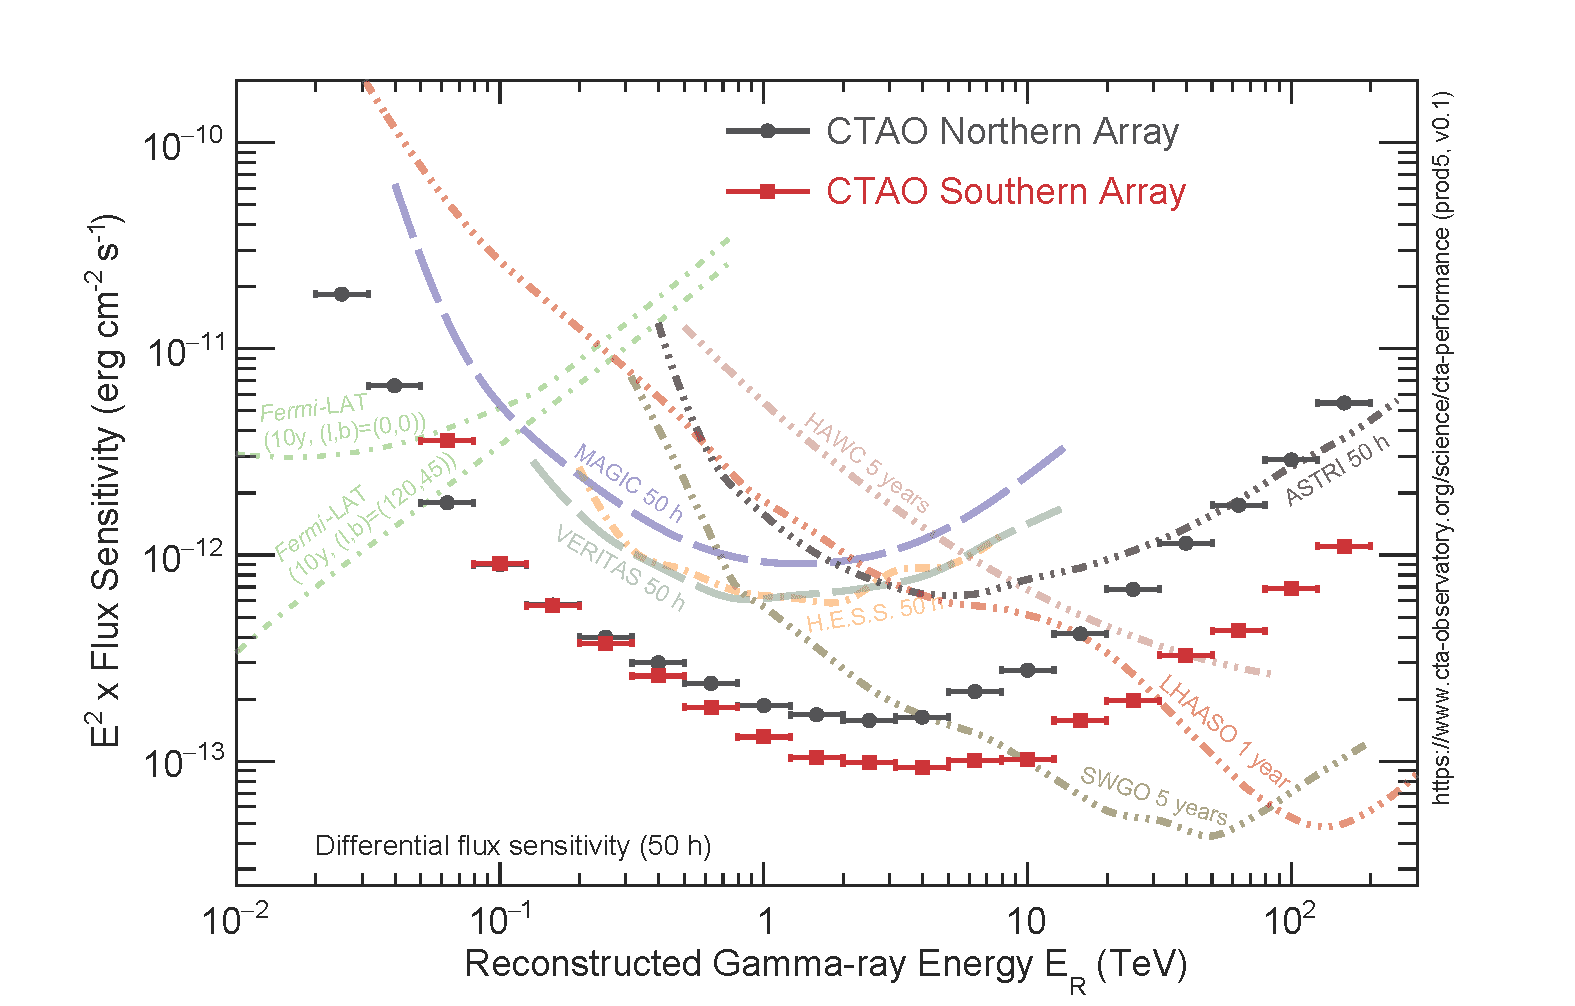 CTAO Northern Array
CTAO Southern Array
E² x Flux Sensitivity (erg cm⁻² s⁻¹)
10⁻¹⁰
10⁻¹¹
10⁻¹²
10⁻¹³
Fermi-LAT
(10y, (l,b)=(0,0))
Fermi-LAT
(10y, (l,b)=(120,45))
MAGIC 50 h
VERITAS 50 h
H.E.S.S. 50 h
HAWC 5 years
ASTRI 50 h
LHAASO 1 year
SWGO 5 years
Differential flux sensitivity (50 h)
10⁻²
10⁻¹
1
10
10²
Reconstructed Gamma-ray Energy E_R (TeV)
https://www.cta-observatory.org/science/cta-performance (prod5, v0.1)